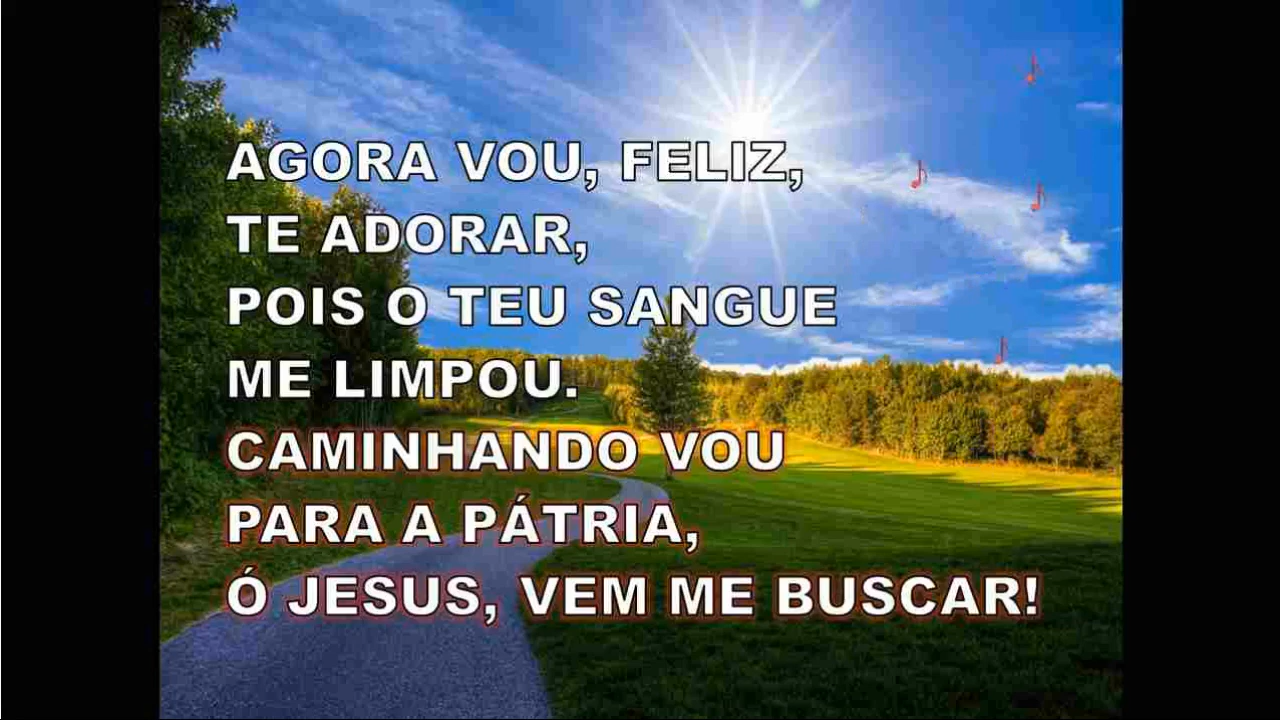 AGORA VOU, FELIZ,
TE ADORAR,
POIS O TEU SANGUE
ME LIMPOU.
CAMINHANDO VOU
PARA A PÁTRIA,
Ó JESUS, VEM ME BUSCAR!